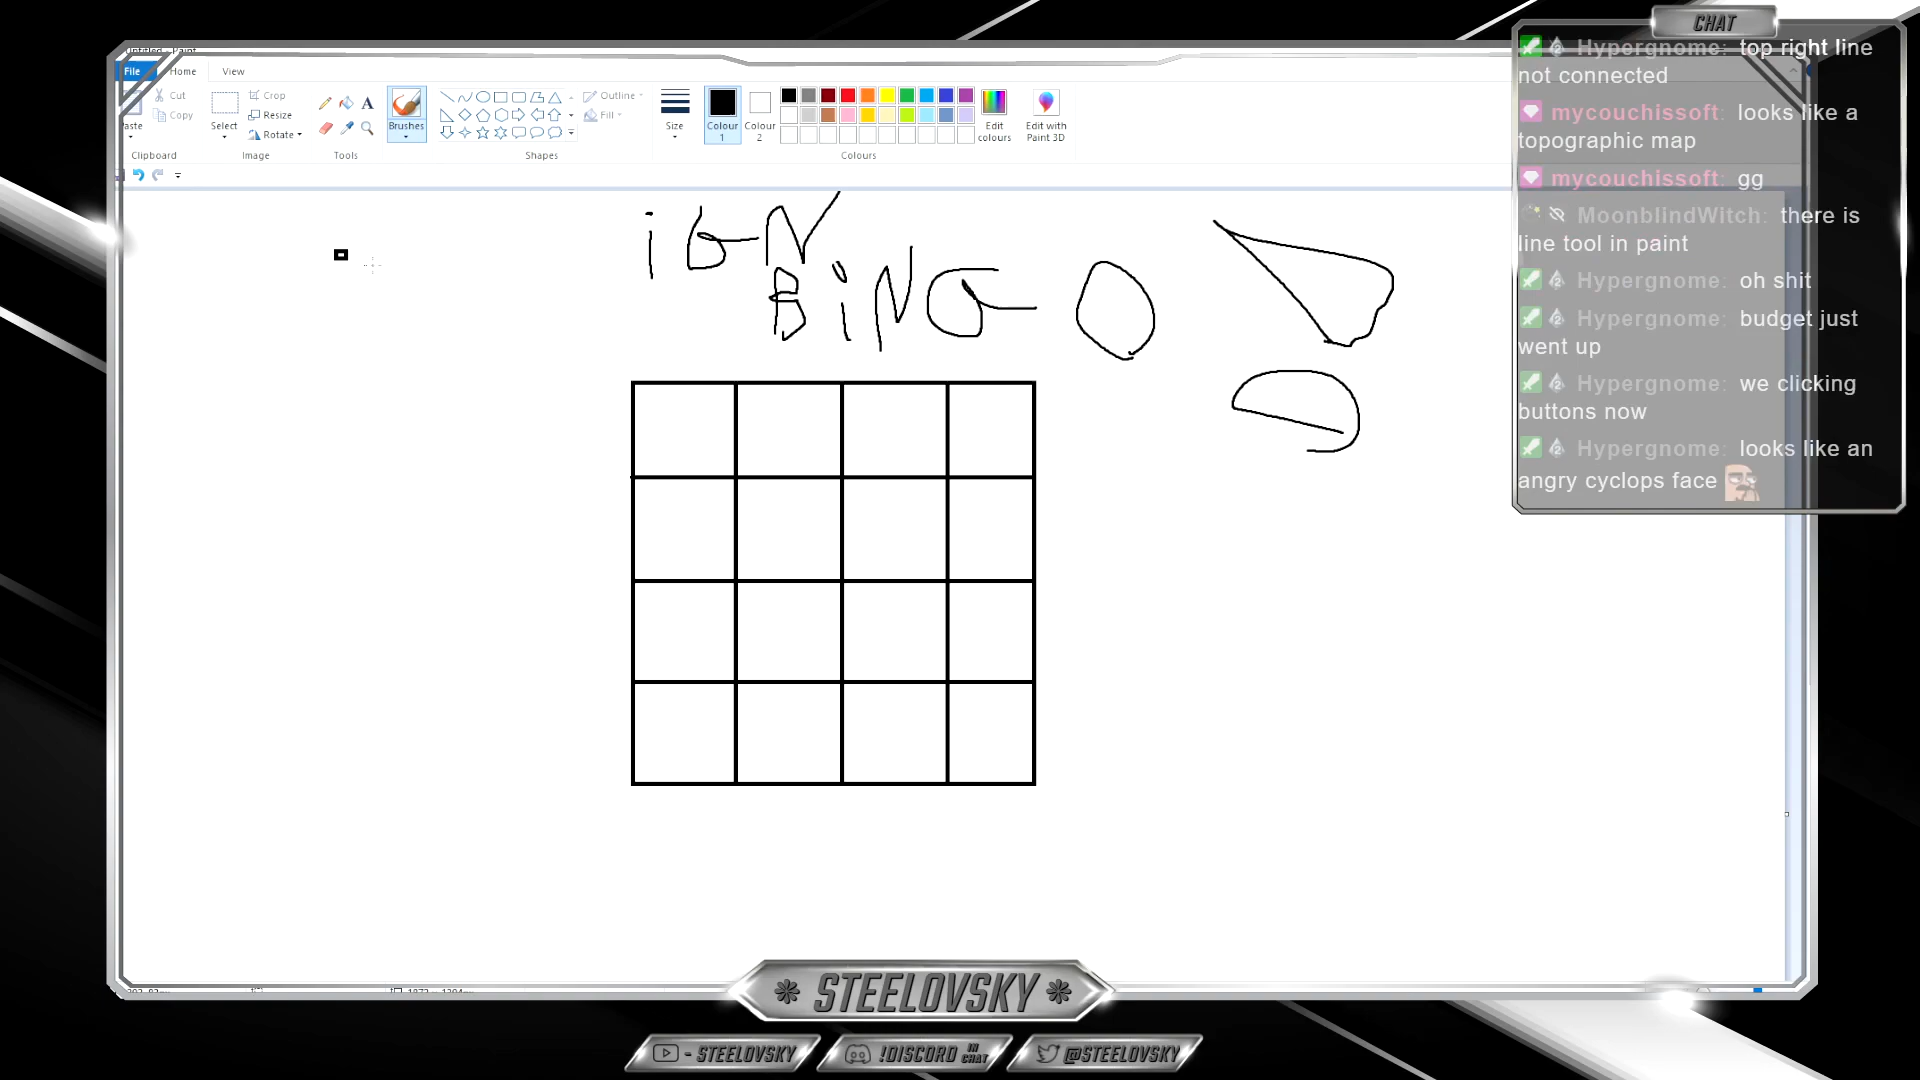 CHAT
Untitled - Paint
File Home View
Cut
Copy
Paste
Select
Crop
Resize
Rotate
Brushes
Outline
Fill
Size
Colour 1
Colour 2
Edit colours
Edit with Paint 3D
Clipboard Image Tools Shapes Colours
iGN
BiNGO
Hypergnome: top right line
not connected
mycouchissoft: looks like a
topographic map
mycouchissoft: gg
MoonblindWitch: there is
line tool in paint
Hypergnome: oh shit
Hypergnome: budget just
went up
Hypergnome: we clicking
buttons now
Hypergnome: looks like an
angry cyclops face
STEELOVSKY
- STEELOVSKY
!DISCORD IN CHAT
@STEELOVSKY